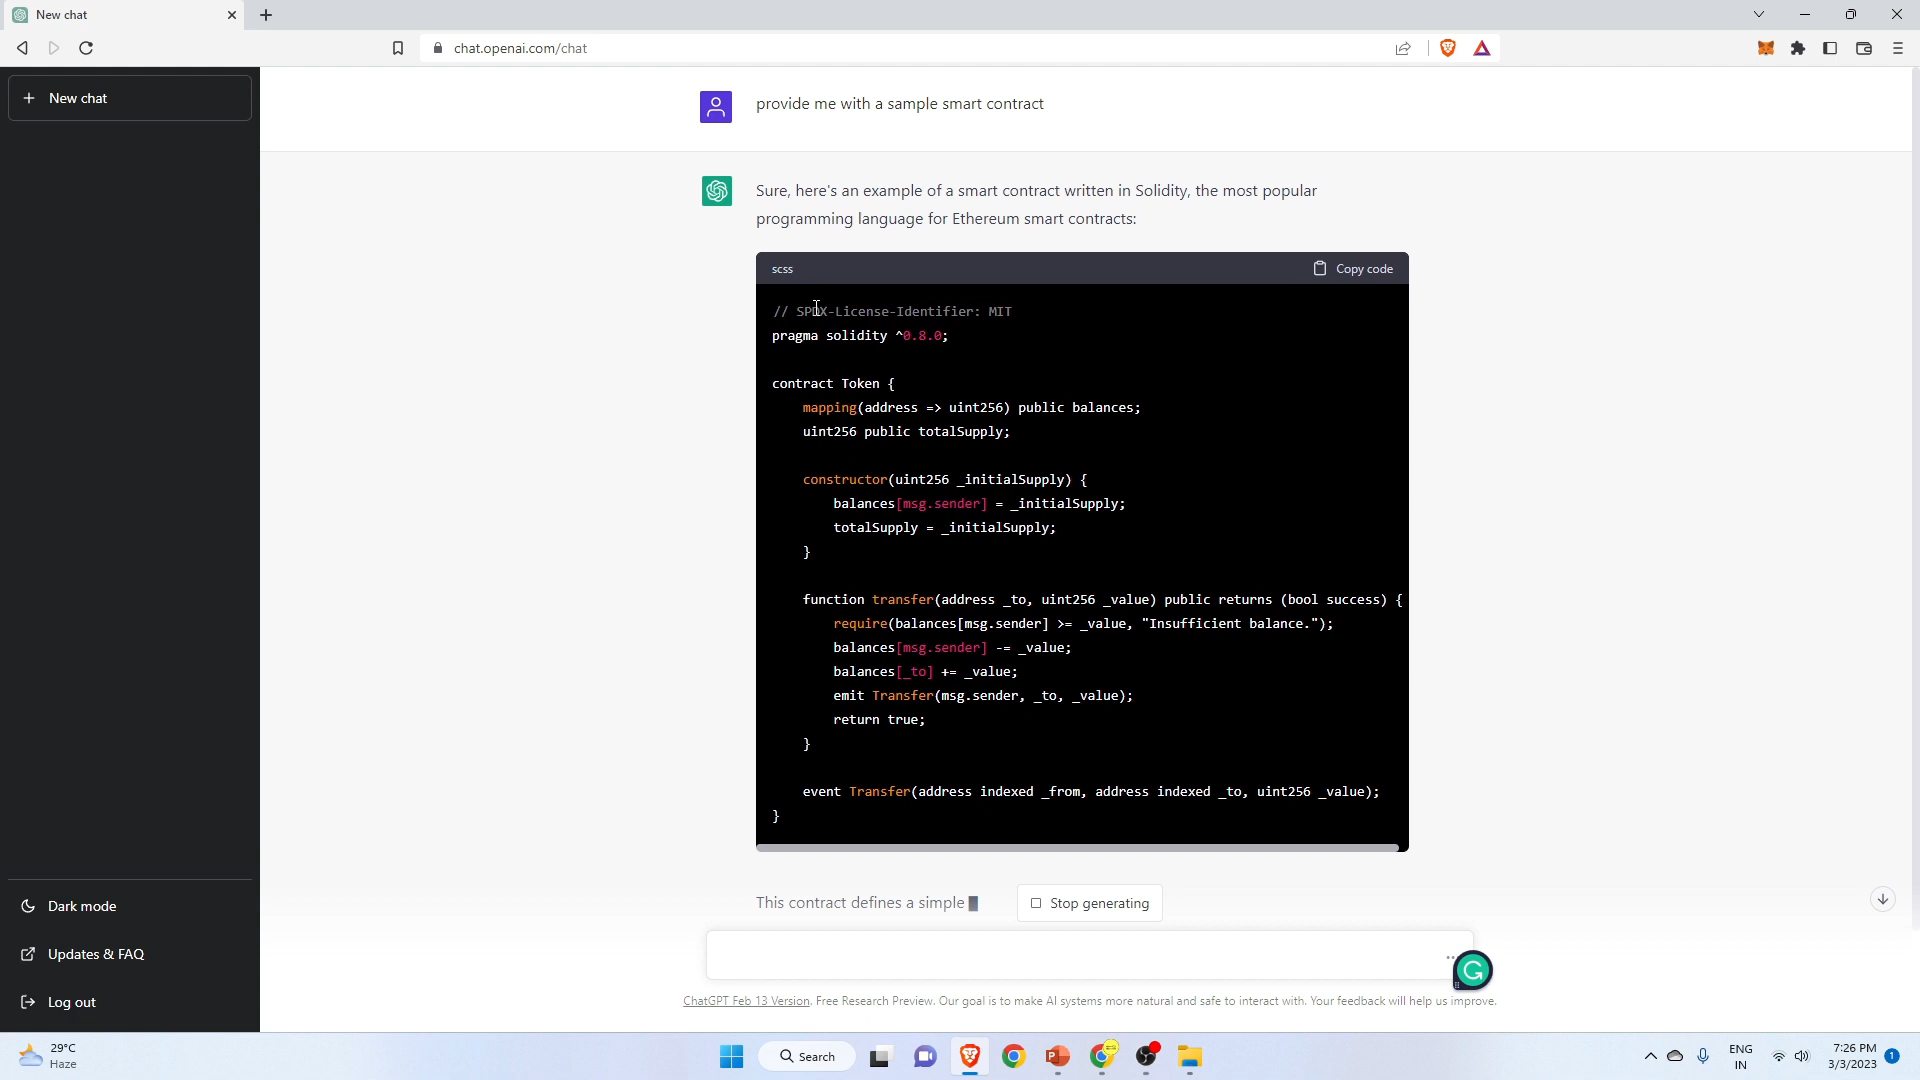 New chat
chat.openai.com/chat
New chat
provide me with a sample smart contract
Sure, here's an example of a smart contract written in Solidity, the most popular
programming language for Ethereum smart contracts:
scss
Copy code
// SPDX-License-Identifier: MIT
pragma solidity ^0.8.0;
contract Token {
mapping(address => uint256) public balances;
uint256 public totalSupply;
constructor(uint256 _initialSupply) {
balances[msg.sender] = _initialSupply;
totalSupply = _initialSupply;
}
function transfer(address _to, uint256 _value) public returns (bool success) {
require(balances[msg.sender] >= _value, "Insufficient balance.");
balances[msg.sender] -= _value;
balances[_to] += _value;
emit Transfer(msg.sender, _to, _value);
return true;
}
event Transfer(address indexed _from, address indexed _to, uint256 _value);
}
This contract defines a simple
Stop generating
Dark mode
Updates & FAQ
Log out
ChatGPT Feb 13 Version. Free Research Preview. Our goal is to make AI systems more natural and safe to interact with. Your feedback will help us improve.
29°C
Haze
Search
ENG
IN
7:26 PM
3/3/2023
1